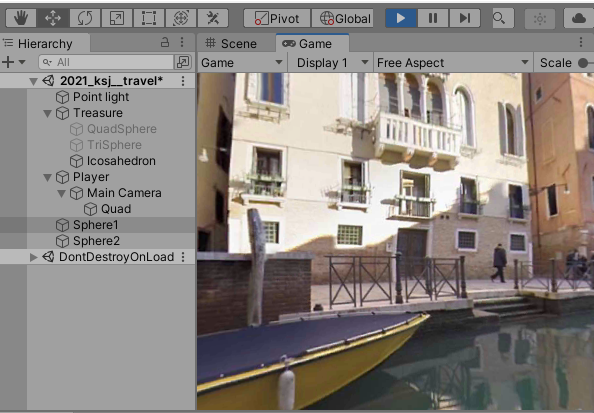 Pivot Global
Hierarchy
All
2021_ksj__travel*
Point light
Treasure
QuadSphere
TriSphere
Icosahedron
Player
Main Camera
Quad
Sphere1
Sphere2
DontDestroyOnLoad
Scene Game
Game Display 1 Free Aspect Scale